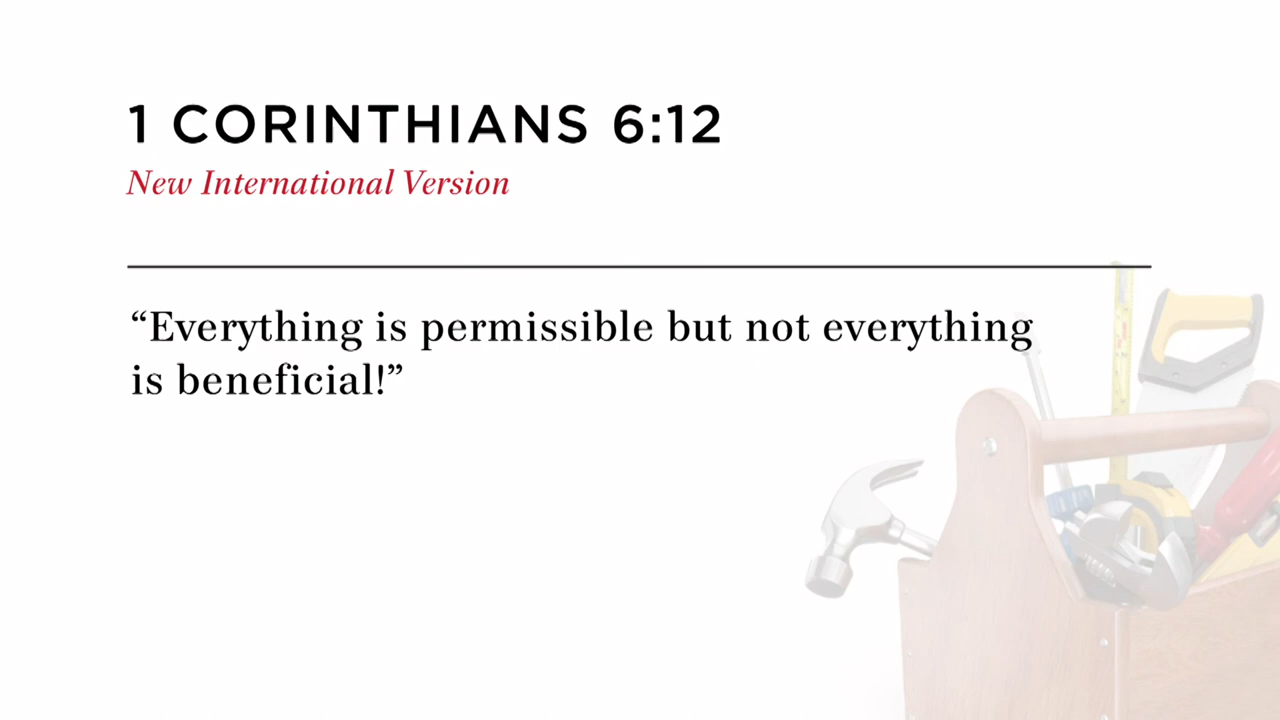 1 CORINTHIANS 6:12
New International Version
“Everything is permissible but not everything
is beneficial!”